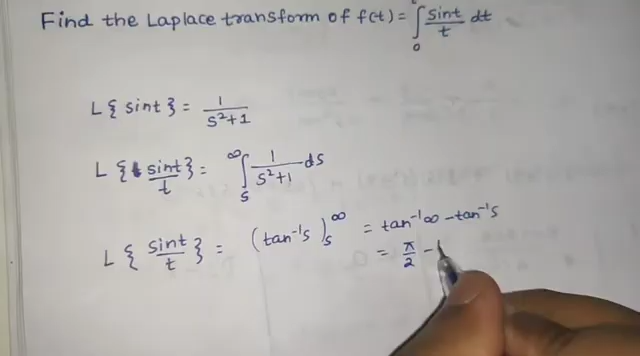 Find the Laplace transform of f(t) = ∫₀ sint/t dt
L{sint} = 1/(s²+1)
L{sint/t} = ∫ₛ^∞ 1/(s²+1) ds
L{sint/t} = (tan⁻¹s)ₛ^∞ = tan⁻¹∞ - tan⁻¹s
= π/2 -